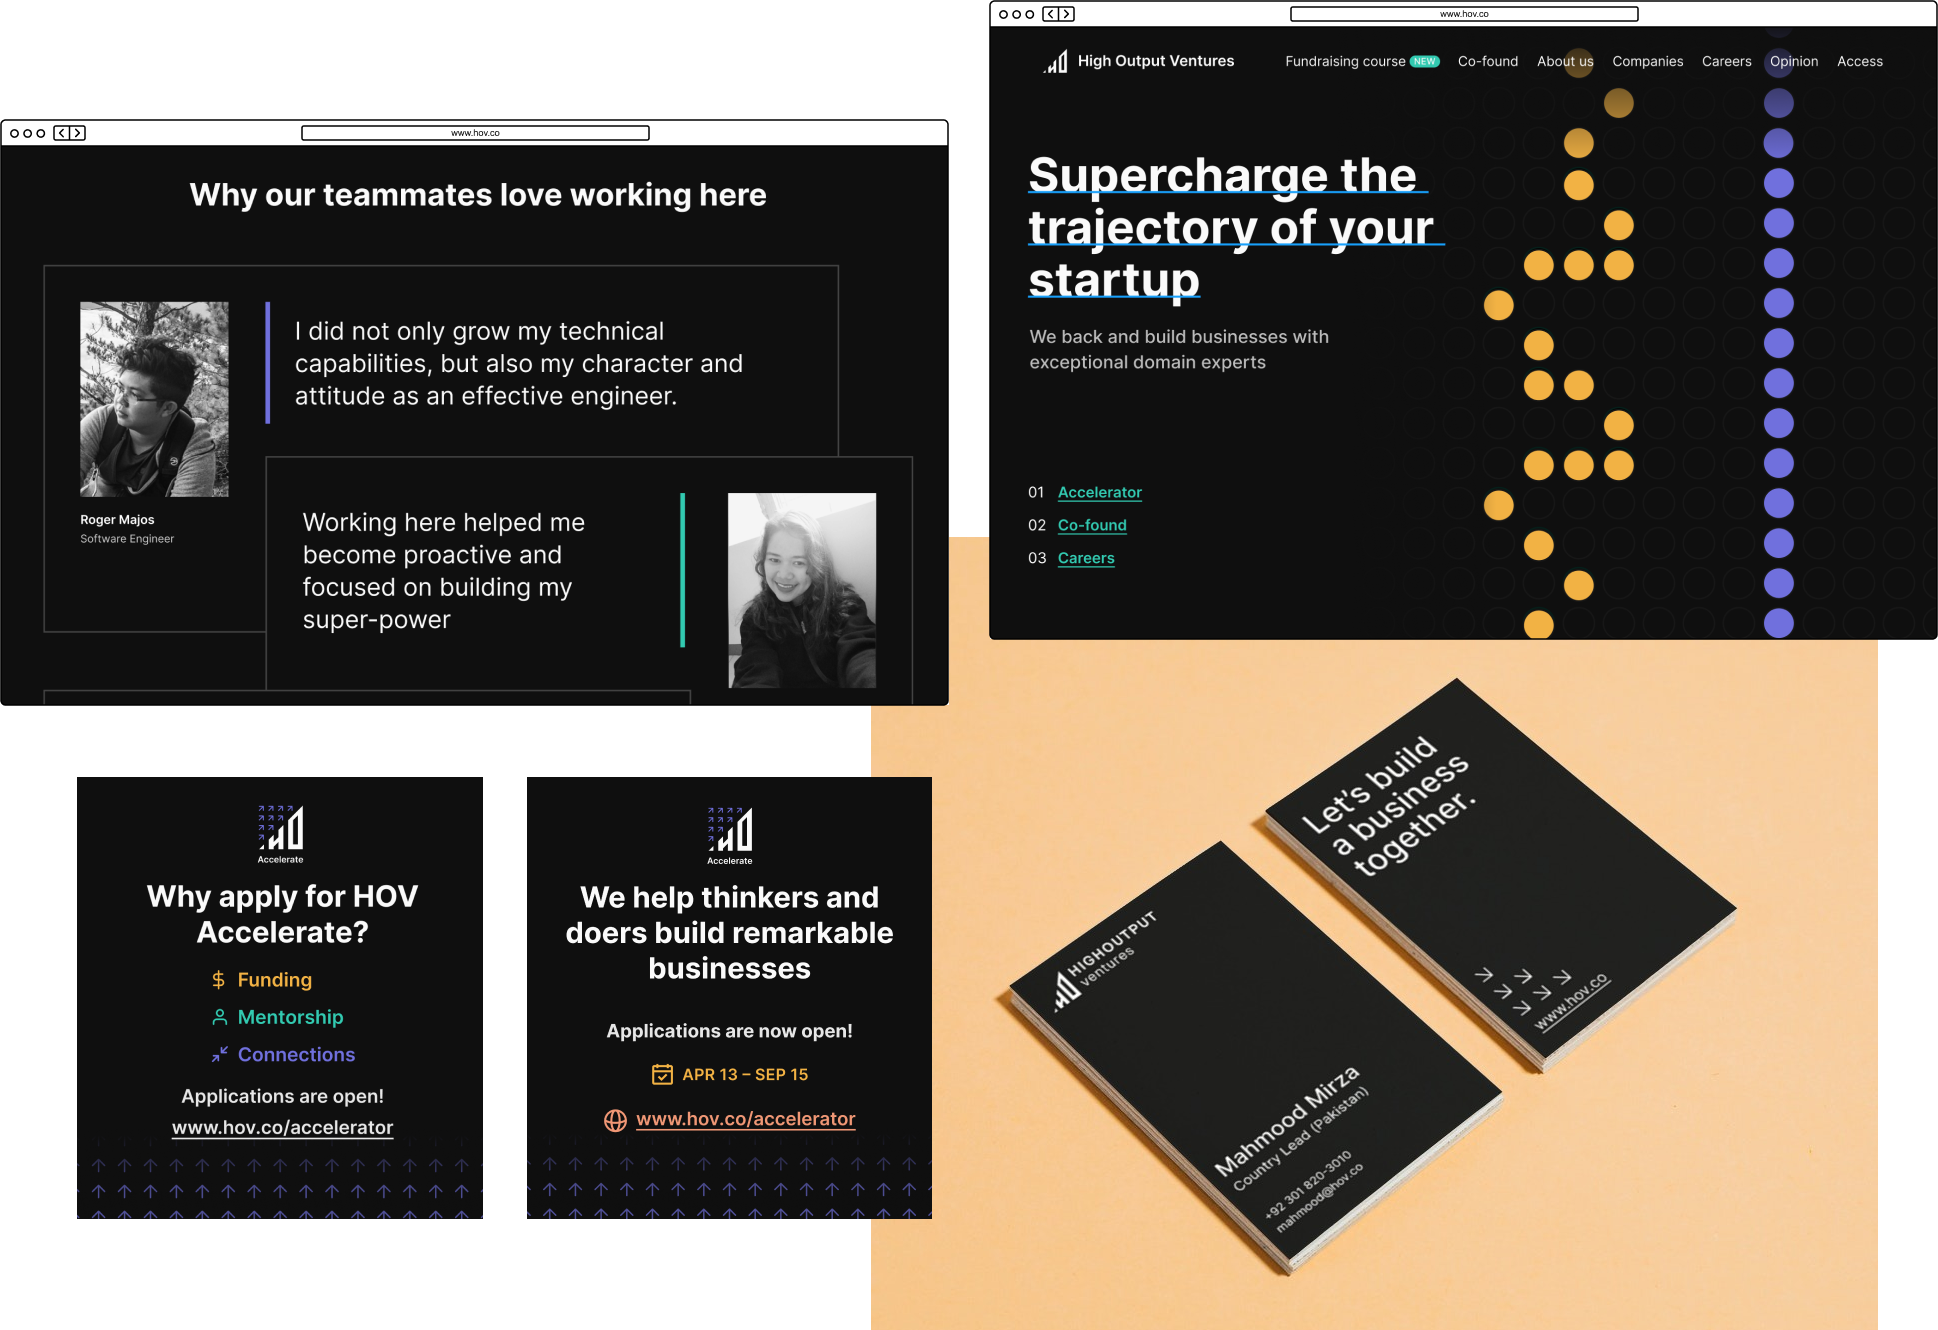 www.hov.co
Why our teammates love working here
I did not only grow my technical
capabilities, but also my character and
attitude as an effective engineer.
Roger Majos
Software Engineer
Working here helped me
become proactive and
focused on building my
super-power
www.hov.co
High Output Ventures
Fundraising course NEW Co-found About us Companies Careers Opinion Access
Supercharge the
trajectory of your
startup
We back and build businesses with
exceptional domain experts
01 Accelerator
02 Co-found
03 Careers
Accelerate
Why apply for HOV
Accelerate?
$ Funding
Mentorship
Connections
Applications are open!
www.hov.co/accelerator
Accelerate
We help thinkers and
doers build remarkable
businesses
Applications are now open!
APR 13 – SEP 15
www.hov.co/accelerator
HIGHOUTPUT
ventures
Mahmood Mirza
Country Lead (Pakistan)
+92 301 820-3010
mahmood@hov.co
Let's build
a business
together.
www.hov.co